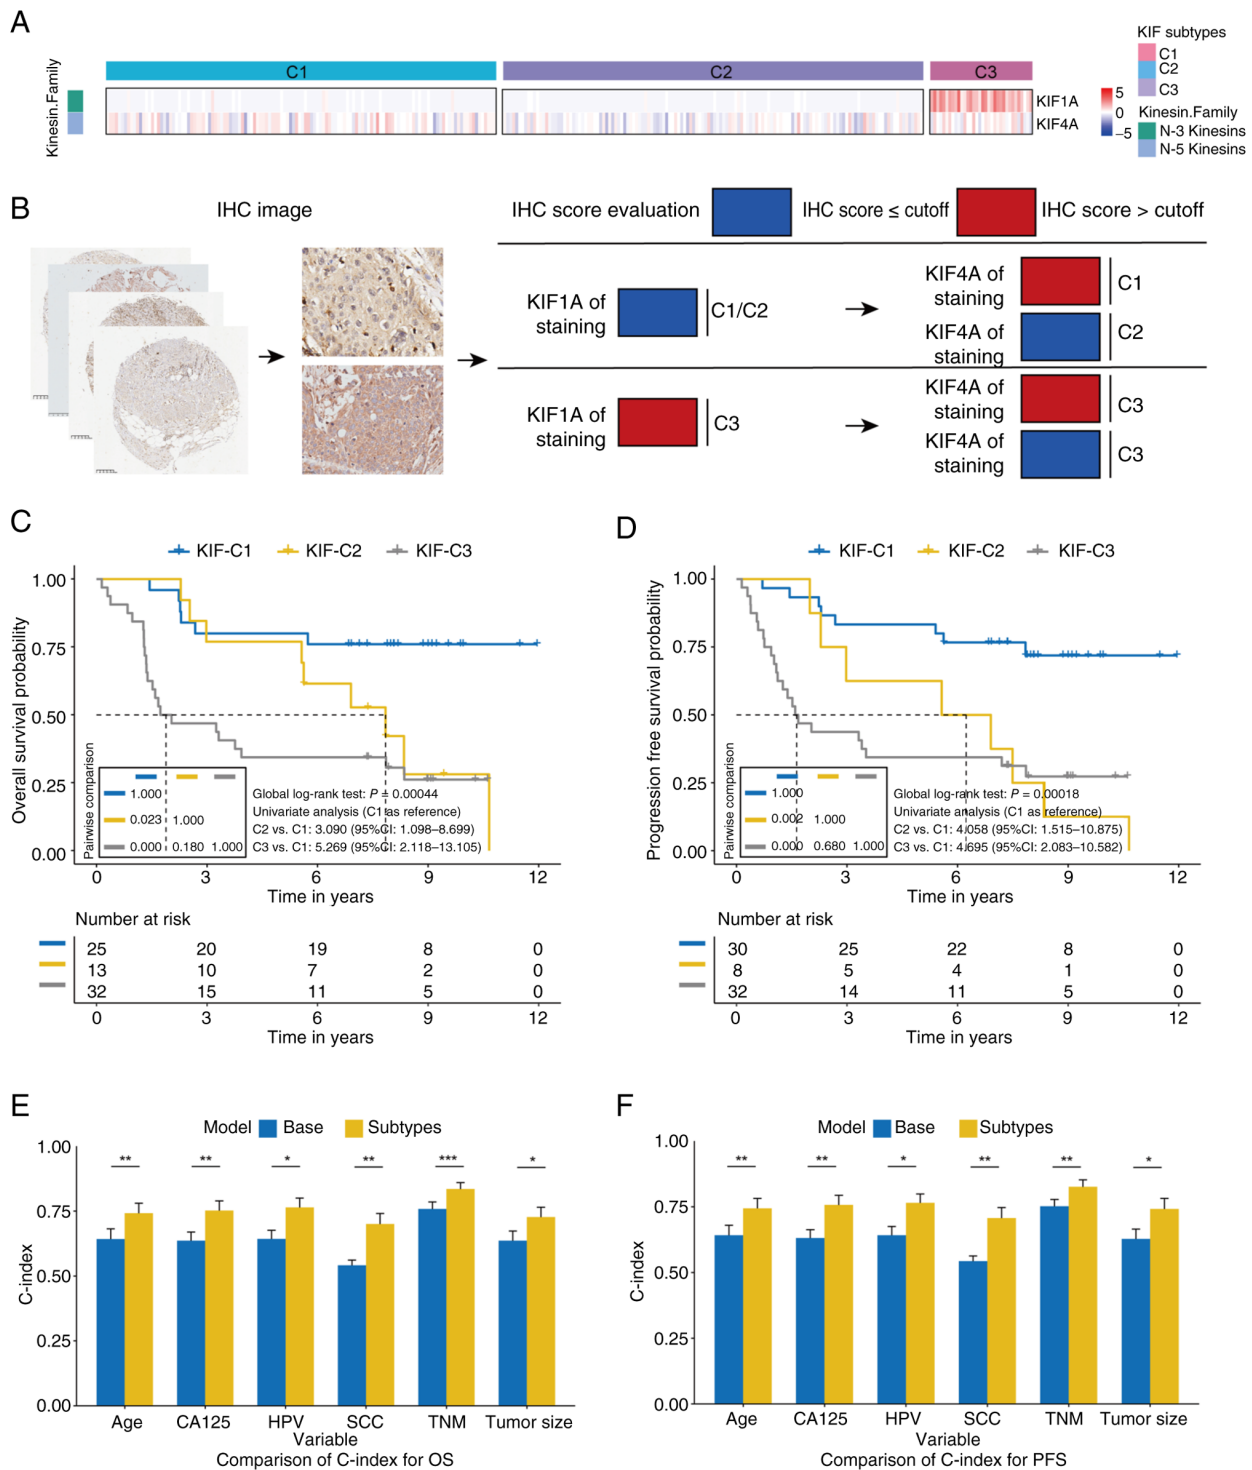 A
C1
C2
C3
Kinesin.Family
KIF1A
KIF4A
5
0
−5
KIF subtypes
C1
C2
C3
Kinesin.Family
N-3 Kinesins
N-5 Kinesins
B
IHC image
IHC score evaluation
IHC score ≤ cutoff
IHC score > cutoff
KIF1A of
staining
C1/C2
KIF4A of
staining
C1
KIF4A of
staining
C2
KIF1A of
staining
C3
KIF4A of
staining
C3
KIF4A of
staining
C3
C
KIF-C1 KIF-C2 KIF-C3
Overall survival probability
1.00
0.75
0.50
0.25
0.00
Pairwise comparison
1.000
0.023 1.000
0.000 0.180 1.000
Global log-rank test: P = 0.00044
Univariate analysis (C1 as reference)
C2 vs. C1: 3.090 (95%CI: 1.098–8.699)
C3 vs. C1: 5.269 (95%CI: 2.118–13.105)
0 3 6 9 12
Time in years
Number at risk
25 20 19 8 0
13 10 7 2 0
32 15 11 5 0
0 3 6 9 12
Time in years
D
KIF-C1 KIF-C2 KIF-C3
Progression free survival probability
1.00
0.75
0.50
0.25
0.00
Pairwise comparison
1.000
0.002 1.000
0.000 0.680 1.000
Global log-rank test: P = 0.00018
Univariate analysis (C1 as reference)
C2 vs. C1: 4.058 (95%CI: 1.515–10.875)
C3 vs. C1: 4.695 (95%CI: 2.083–10.582)
0 3 6 9 12
Time in years
Number at risk
30 25 22 8 0
8 5 4 1 0
32 14 11 5 0
0 3 6 9 12
Time in years
E
Model Base Subtypes
C-index
1.00
0.75
0.50
0.25
0.00
** ** * ** *** *
Age CA125 HPV SCC TNM Tumor size
Variable
Comparison of C-index for OS
F
Model Base Subtypes
C-index
1.00
0.75
0.50
0.25
0.00
** ** * ** ** *
Age CA125 HPV SCC TNM Tumor size
Variable
Comparison of C-index for PFS